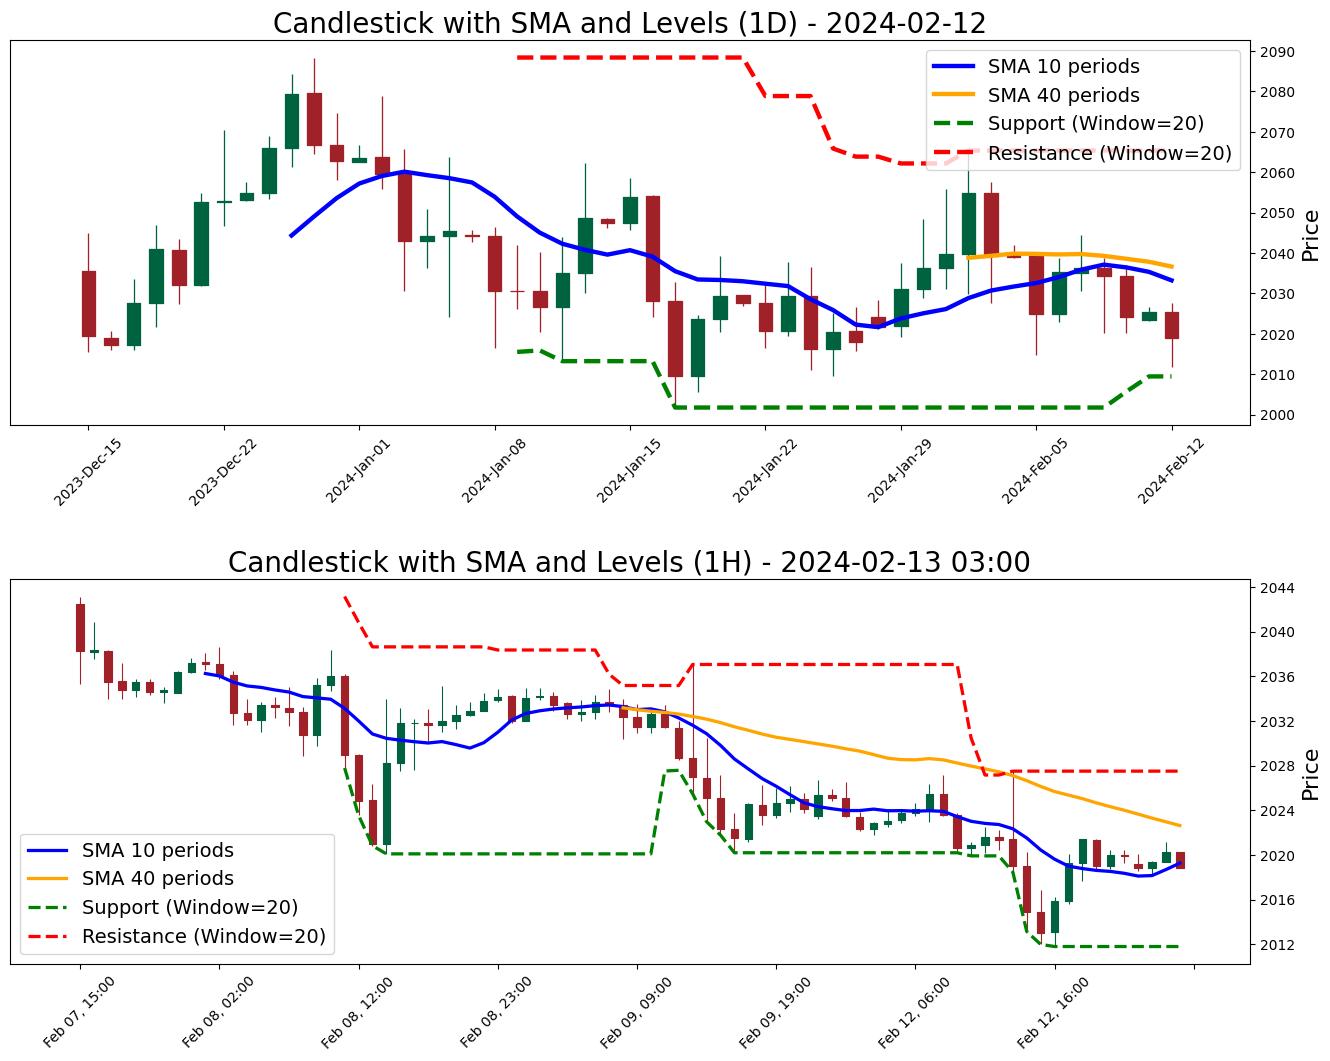 Candlestick with SMA and Levels (1D) - 2024-02-12
SMA 10 periods
SMA 40 periods
Support (Window=20)
Resistance (Window=20)
2090
2080
2070
2060
2050
2040
2030
2020
2010
2000
Price
2023-Dec-15
2023-Dec-22
2024-Jan-01
2024-Jan-08
2024-Jan-15
2024-Jan-22
2024-Jan-29
2024-Feb-05
2024-Feb-12
Candlestick with SMA and Levels (1H) - 2024-02-13 03:00
2044
2040
2036
2032
2028
2024
2020
2016
2012
Price
SMA 10 periods
SMA 40 periods
Support (Window=20)
Resistance (Window=20)
Feb 07, 15:00
Feb 08, 02:00
Feb 08, 12:00
Feb 08, 23:00
Feb 09, 09:00
Feb 09, 19:00
Feb 12, 06:00
Feb 12, 16:00